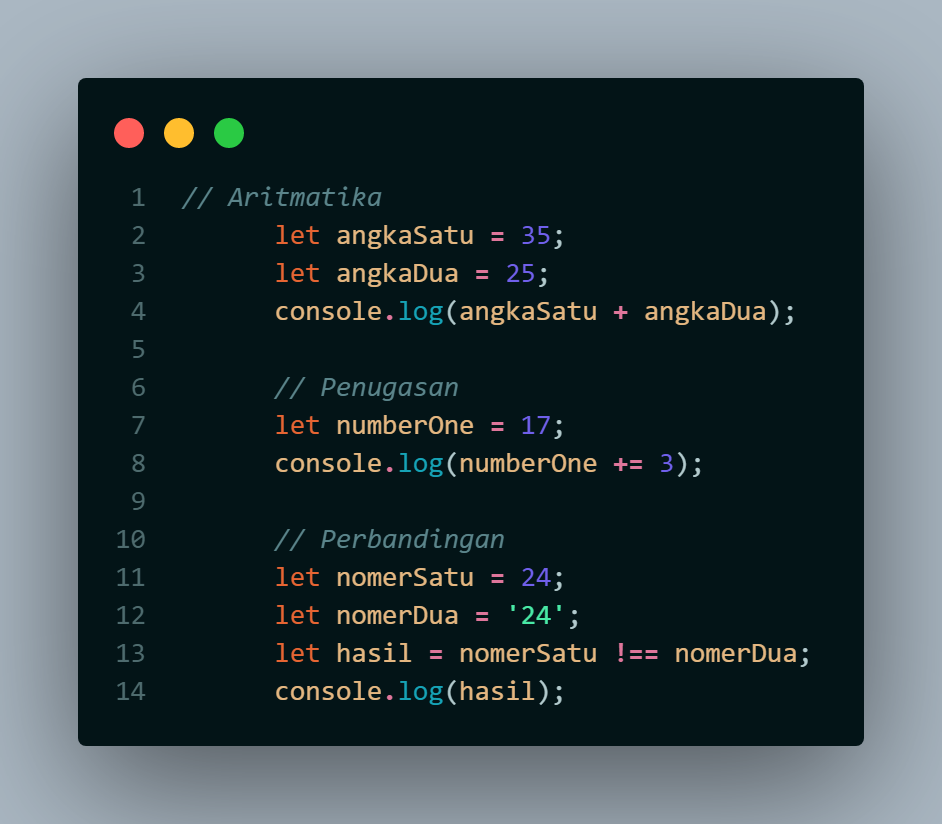 1 // Aritmatika
2 let angkaSatu = 35;
3 let angkaDua = 25;
4 console.log(angkaSatu + angkaDua);
5
6 // Penugasan
7 let numberOne = 17;
8 console.log(numberOne += 3);
9
10 // Perbandingan
11 let nomerSatu = 24;
12 let nomerDua = '24';
13 let hasil = nomerSatu !== nomerDua;
14 console.log(hasil);